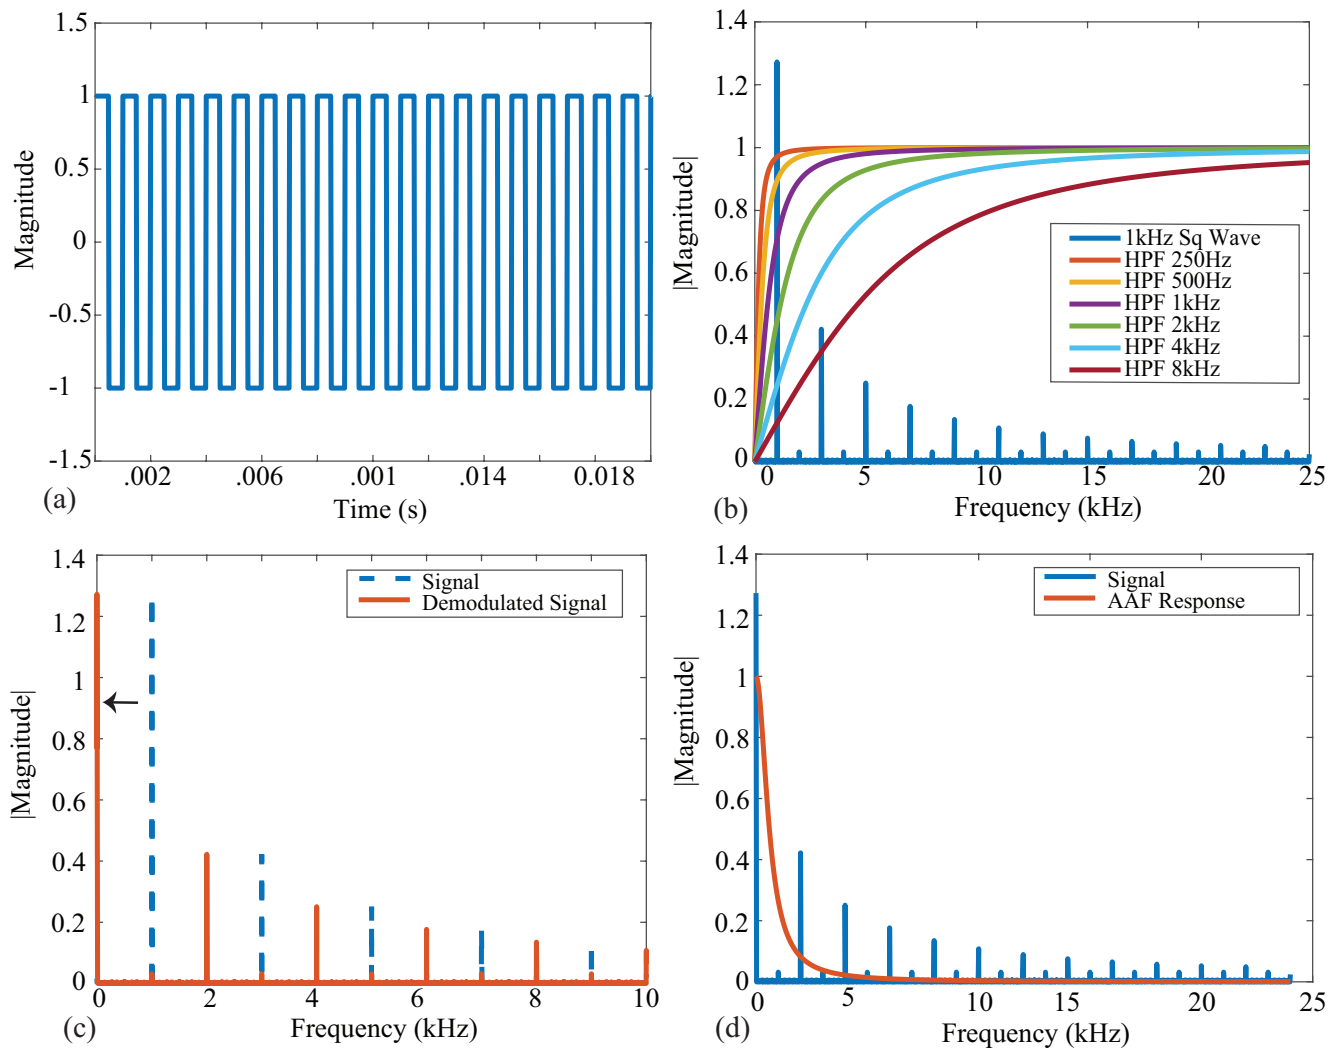 1.5
1
0.5
0
-0.5
-1
-1.5
Magnitude
.002
.006
.001
.014
0.018
Time (s)
(a)
1.4
1.2
1
0.8
0.6
0.4
0.2
0
|Magnitude|
1kHz Sq Wave
HPF 250Hz
HPF 500Hz
HPF 1kHz
HPF 2kHz
HPF 4kHz
HPF 8kHz
0
5
10
15
20
25
Frequency (kHz)
(b)
1.4
1.2
1
0.8
0.6
0.4
0.2
0
|Magnitude|
Signal
Demodulated Signal
0
2
4
6
8
10
Frequency (kHz)
(c)
1.4
1.2
1
0.8
0.6
0.4
0.2
0
|Magnitude|
Signal
AAF Response
0
5
10
15
20
25
Frequency (kHz)
(d)